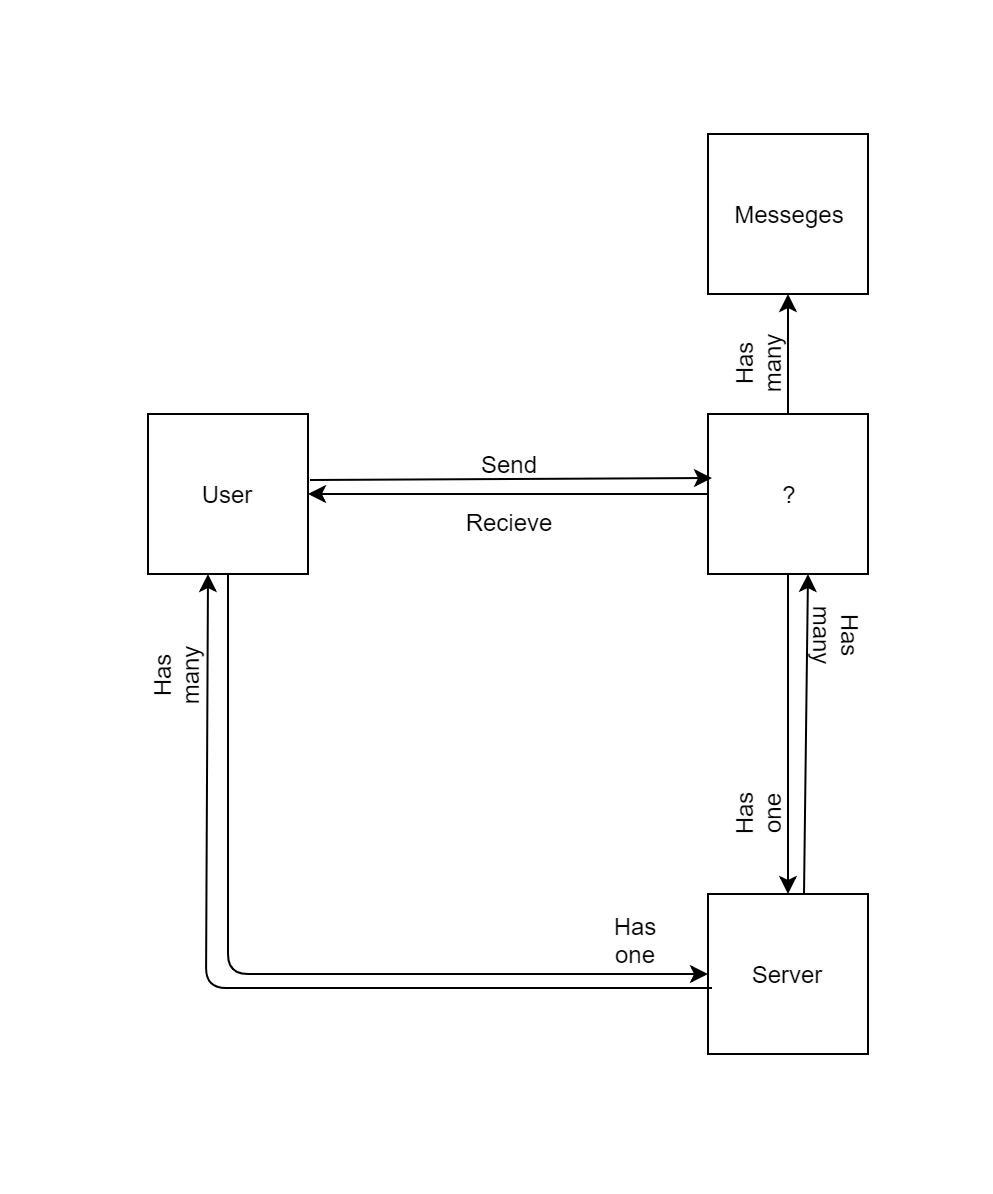 Messeges
Has
many
User
Send
Recieve
?
Has
many
Has
many
Has
one
Has
one
Server